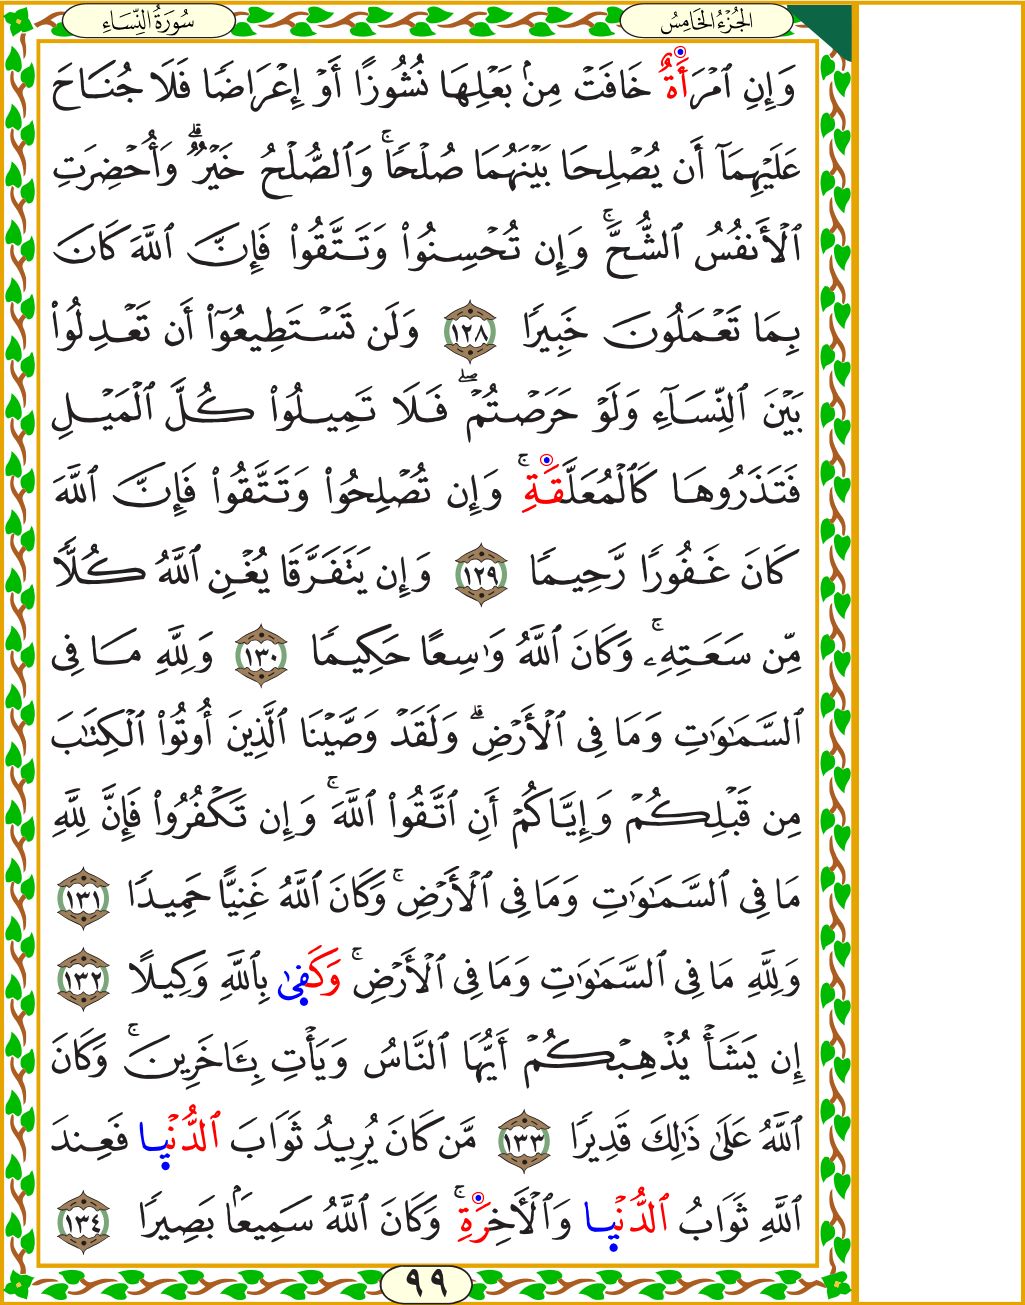 الجُزْءُ الخَامِسُ
سُورَةُ النِّسَاءِ
وَإِنِ ٱمْرَأَةٌ خَافَتْ مِنۢ بَعْلِهَا نُشُوزًا أَوْ إِعْرَاضًا فَلَا جُنَاحَ
عَلَيْهِمَآ أَن يُصْلِحَا بَيْنَهُمَا صُلْحًاۚ وَٱلصُّلْحُ خَيْرٌۗ وَأُحْضِرَتِ
ٱلْأَنفُسُ ٱلشُّحَّۚ وَإِن تُحْسِنُوا۟ وَتَتَّقُوا۟ فَإِنَّ ٱللَّهَ كَانَ
بِمَا تَعْمَلُونَ خَبِيرًا ١٢٨ وَلَن تَسْتَطِيعُوٓا۟ أَن تَعْدِلُوا۟
بَيْنَ ٱلنِّسَآءِ وَلَوْ حَرَصْتُمْۖ فَلَا تَمِيلُوا۟ كُلَّ ٱلْمَيْلِ
فَتَذَرُوهَا كَٱلْمُعَلَّقَةِۚ وَإِن تُصْلِحُوا۟ وَتَتَّقُوا۟ فَإِنَّ ٱللَّهَ
كَانَ غَفُورًا رَّحِيمًا ١٢٩ وَإِن يَتَفَرَّقَا يُغْنِ ٱللَّهُ كُلًّا
مِّن سَعَتِهِۦۚ وَكَانَ ٱللَّهُ وَٰسِعًا حَكِيمًا ١٣٠ وَلِلَّهِ مَا فِى
ٱلسَّمَٰوَٰتِ وَمَا فِى ٱلْأَرْضِۗ وَلَقَدْ وَصَّيْنَا ٱلَّذِينَ أُوتُوا۟ ٱلْكِتَٰبَ
مِن قَبْلِكُمْ وَإِيَّاكُمْ أَنِ ٱتَّقُوا۟ ٱللَّهَۚ وَإِن تَكْفُرُوا۟ فَإِنَّ لِلَّهِ
مَا فِى ٱلسَّمَٰوَٰتِ وَمَا فِى ٱلْأَرْضِۚ وَكَانَ ٱللَّهُ غَنِيًّا حَمِيدًا ١٣١
وَلِلَّهِ مَا فِى ٱلسَّمَٰوَٰتِ وَمَا فِى ٱلْأَرْضِۚ وَكَفىٰ بِٱللَّهِ وَكِيلًا ١٣٢
إِن يَشَأْ يُذْهِبْكُمْ أَيُّهَا ٱلنَّاسُ وَيَأْتِ بِـَٔاخَرِينَۚ وَكَانَ
ٱللَّهُ عَلَىٰ ذَٰلِكَ قَدِيرًا ١٣٣ مَّن كَانَ يُرِيدُ ثَوَابَ ٱلدُّنْيا فَعِندَ
ٱللَّهِ ثَوَابُ ٱلدُّنْيا وَٱلْأَخِرَةِۚ وَكَانَ ٱللَّهُ سَمِيعًۢا بَصِيرًا ١٣٤
٩٩